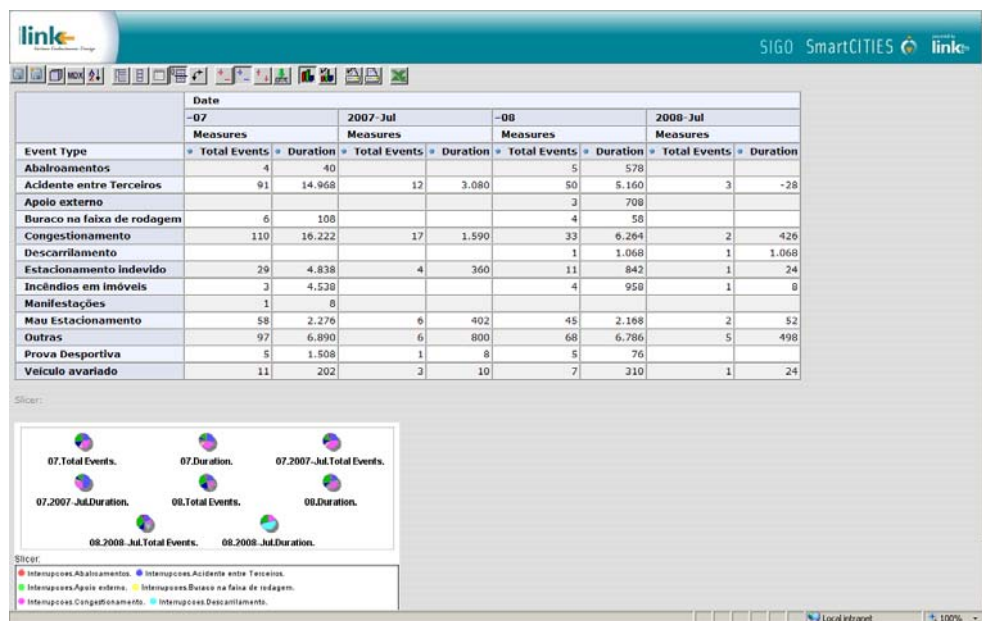 link
SIGO SmartCITIES link
MDX
Date
-07 2007-Jul -08 2008-Jul
Measures Measures Measures Measures
Event Type Total Events Duration Total Events Duration Total Events Duration Total Events Duration
Abalroamentos 4 40 5 578
Acidente entre Terceiros 91 14.968 12 3.080 50 5.160 3 -28
Apoio externo 3 708
Buraco na faixa de rodagem 6 108 4 58
Congestionamento 110 16.222 17 1.590 33 6.264 2 426
Descarrilamento 1 1.068 1 1.068
Estacionamento indevido 29 4.838 4 360 11 842 1 24
Incêndios em imóveis 3 4.538 4 958 1 8
Manifestações 1 8
Mau Estacionamento 58 2.276 6 402 45 2.168 2 52
Outras 97 6.890 6 800 68 6.786 5 498
Prova Desportiva 5 1.508 1 8 5 76
Veículo avariado 11 202 3 10 7 310 1 24
Slicer:
07.Total Events. 07.Duration. 07.2007-Jul.Total Events.
07.2007-Jul.Duration. 08.Total Events. 08.Duration.
08.2008-Jul.Total Events. 08.2008-Jul.Duration.
Slicer:
Interrupcoes.Abalroamentos. Interrupcoes.Acidente entre Terceiros.
Interrupcoes.Apoio externo. Interrupcoes.Buraco na faixa de rodagem.
Interrupcoes.Congestionamento. Interrupcoes.Descarrilamento.
Local intranet 100%